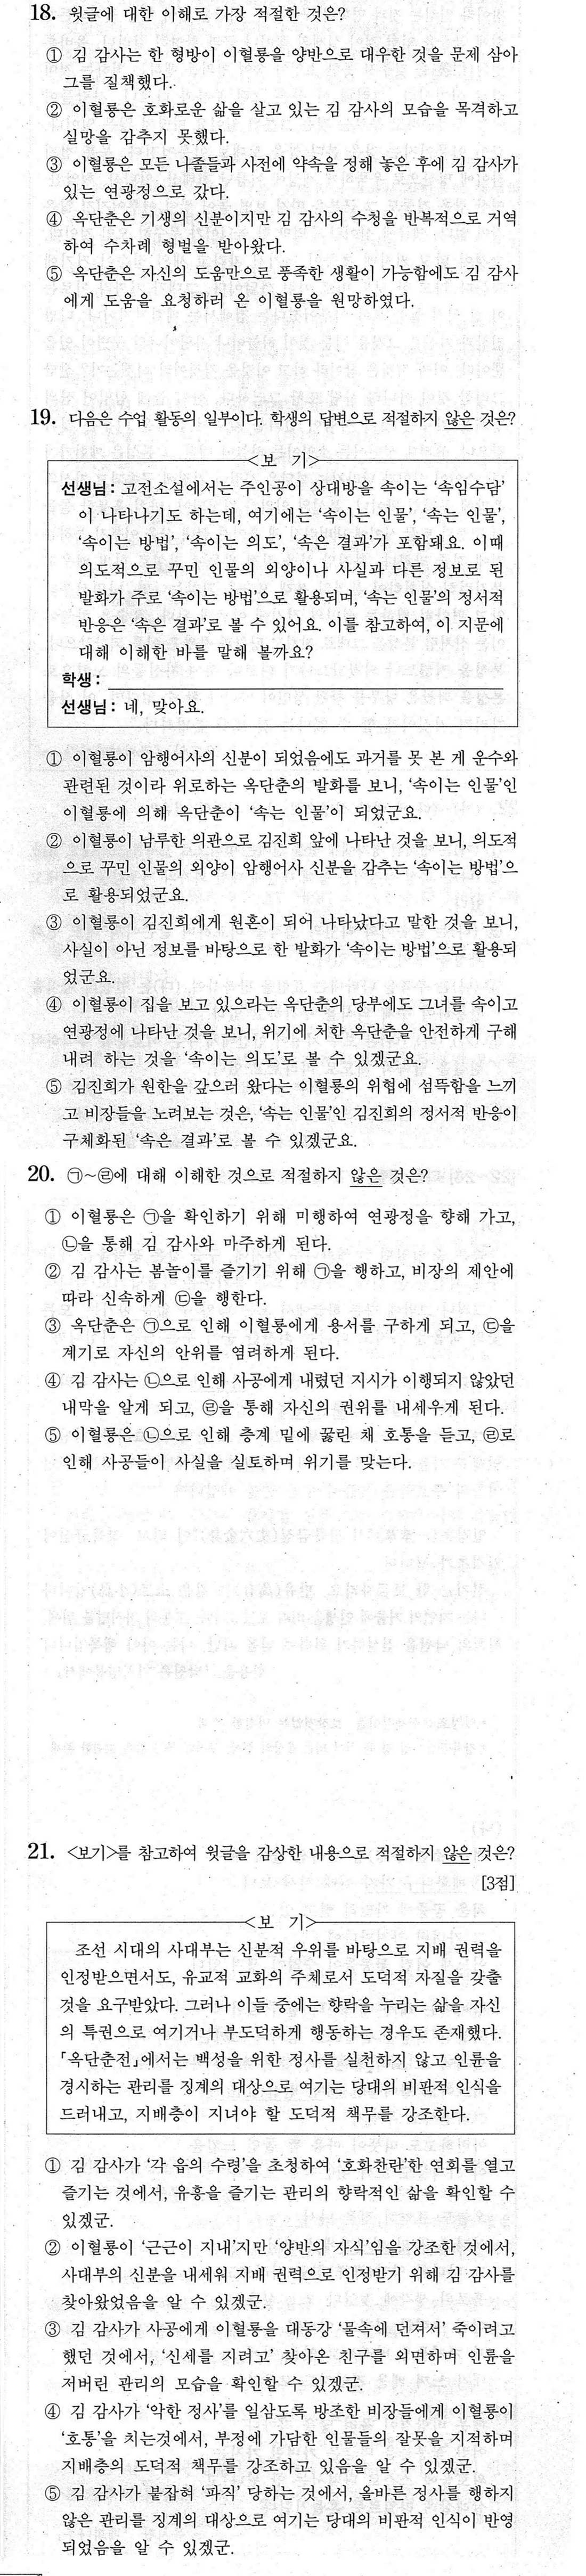 18. 윗글에 대한 이해로 가장 적절한 것은?
① 김 감사는 한 형방이 이혈룡을 양반으로 대우한 것을 문제 삼아
그를 질책했다.
② 이혈룡은 호화로운 삶을 살고 있는 김 감사의 모습을 목격하고
실망을 감추지 못했다.
③ 이혈룡은 모든 나졸들과 사전에 약속을 정해 놓은 후에 김 감사가
있는 연광정으로 갔다.
④ 옥단춘은 기생의 신분이지만 김 감사의 수청을 반복적으로 거역
하여 수차례 형벌을 받아왔다.
⑤ 옥단춘은 자신의 도움만으로 풍족한 생활이 가능함에도 김 감사
에게 도움을 요청하러 온 이혈룡을 원망하였다.
19. 다음은 수업 활동의 일부이다. 학생의 답변으로 적절하지 않은 것은?
<보 기>
선생님: 고전소설에서는 주인공이 상대방을 속이는 ‘속임수담’
이 나타나기도 하는데, 여기에는 ‘속이는 인물’, ‘속는 인물’,
‘속이는 방법’, ‘속이는 의도’, ‘속은 결과’가 포함돼요. 이때
의도적으로 꾸민 인물의 외양이나 사실과 다른 정보로 된
발화가 주로 ‘속이는 방법’으로 활용되며, ‘속는 인물’의 정서적
반응은 ‘속은 결과’로 볼 수 있어요. 이를 참고하여, 이 지문에
대해 이해한 바를 말해 볼까요?
학생:
선생님: 네, 맞아요.
① 이혈룡이 암행어사의 신분이 되었음에도 과거를 못 본 게 운수와
관련된 것이라 위로하는 옥단춘의 발화를 보니, ‘속이는 인물’인
이혈룡에 의해 옥단춘이 ‘속는 인물’이 되었군요.
② 이혈룡이 남루한 의관으로 김진희 앞에 나타난 것을 보니, 의도적
으로 꾸민 인물의 외양이 암행어사 신분을 감추는 ‘속이는 방법’으
로 활용되었군요.
③ 이혈룡이 김진희에게 원혼이 되어 나타났다고 말한 것을 보니,
사실이 아닌 정보를 바탕으로 한 발화가 ‘속이는 방법’으로 활용되
었군요.
④ 이혈룡이 집을 보고 있으라는 옥단춘의 당부에도 그녀를 속이고
연광정에 나타난 것을 보니, 위기에 처한 옥단춘을 안전하게 구해
내려 하는 것을 ‘속이는 의도’로 볼 수 있겠군요.
⑤ 김진희가 원한을 갚으러 왔다는 이혈룡의 위협에 섬뜩함을 느끼
고 비장들을 노려보는 것은, ‘속는 인물’인 김진희의 정서적 반응이
구체화된 ‘속은 결과’로 볼 수 있겠군요.
20. ㉠~㉣에 대해 이해한 것으로 적절하지 않은 것은?
① 이혈룡은 ㉠을 확인하기 위해 미행하여 연광정을 향해 가고,
㉡을 통해 김 감사와 마주하게 된다.
② 김 감사는 봄놀이를 즐기기 위해 ㉠을 행하고, 비장의 제안에
따라 신속하게 ㉢을 행한다.
③ 옥단춘은 ㉠으로 인해 이혈룡에게 용서를 구하게 되고, ㉢을
계기로 자신의 안위를 염려하게 된다.
④ 김 감사는 ㉡으로 인해 사공에게 내렸던 지시가 이행되지 않았던
내막을 알게 되고, ㉣을 통해 자신의 권위를 내세우게 된다.
⑤ 이혈룡은 ㉡으로 인해 층계 밑에 꿇린 채 호통을 듣고, ㉣로
인해 사공들이 사실을 실토하며 위기를 맞는다.
21. <보기>를 참고하여 윗글을 감상한 내용으로 적절하지 않은 것은?
[3점]
<보 기>
조선 시대의 사대부는 신분적 우위를 바탕으로 지배 권력을
인정받으면서도, 유교적 교화의 주체로서 도덕적 자질을 갖출
것을 요구받았다. 그러나 이들 중에는 향락을 누리는 삶을 자신
의 특권으로 여기거나 부도덕하게 행동하는 경우도 존재했다.
「옥단춘전」에서는 백성을 위한 정사를 실천하지 않고 인륜을
경시하는 관리를 징계의 대상으로 여기는 당대의 비판적 인식을
드러내고, 지배층이 지녀야 할 도덕적 책무를 강조한다.
① 김 감사가 ‘각 읍의 수령’을 초청하여 ‘호화찬란’한 연회를 열고
즐기는 것에서, 유흥을 즐기는 관리의 향락적인 삶을 확인할 수
있겠군.
② 이혈룡이 ‘근근이 지내’지만 ‘양반의 자식’임을 강조한 것에서,
사대부의 신분을 내세워 지배 권력으로 인정받기 위해 김 감사를
찾아왔었음을 알 수 있겠군.
③ 김 감사가 사공에게 이혈룡을 대동강 ‘물속에 던져서’ 죽이려고
했던 것에서, ‘신세를 지려고’ 찾아온 친구를 외면하며 인륜을
저버린 관리의 모습을 확인할 수 있겠군.
④ 김 감사가 ‘악한 정사’를 일삼도록 방조한 비장들에게 이혈룡이
‘호통’을 치는것에서, 부정에 가담한 인물들의 잘못을 지적하며
지배층의 도덕적 책무를 강조하고 있음을 알 수 있겠군.
⑤ 김 감사가 붙잡혀 ‘파직’ 당하는 것에서, 올바른 정사를 행하지
않은 관리를 징계의 대상으로 여기는 당대의 비판적 인식이 반영
되었음을 알 수 있겠군.